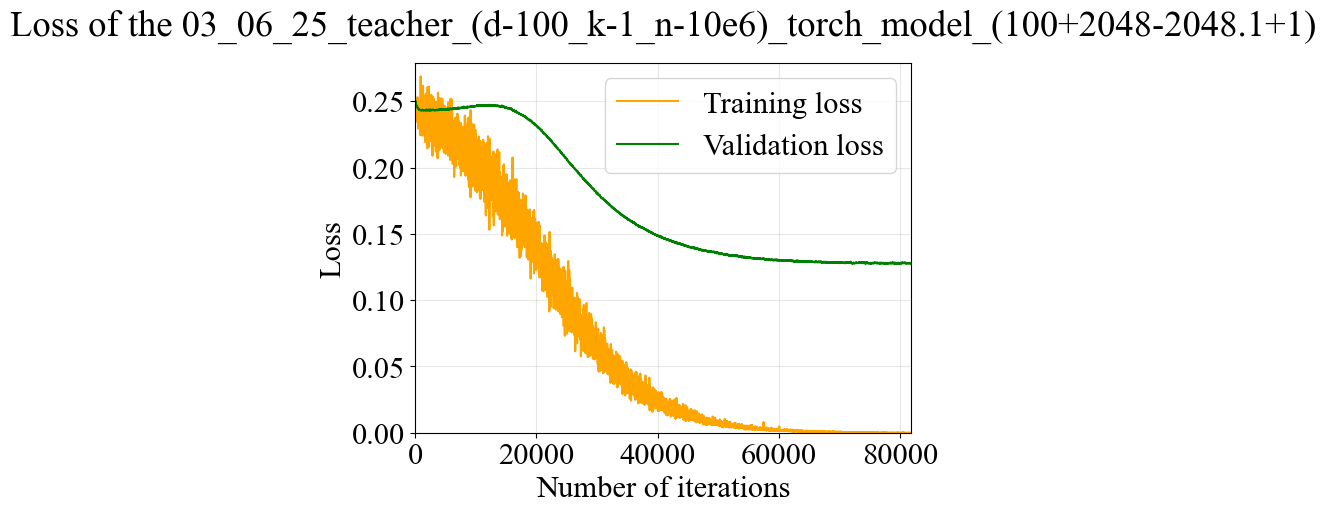 Loss of the 03_06_25_teacher_(d-100_k-1_n-10e6)_torch_model_(100+2048-2048.1+1)
Training loss
Validation loss
0.25
0.20
0.15
0.10
0.05
0.00
Loss
0 20000 40000 60000 80000
Number of iterations